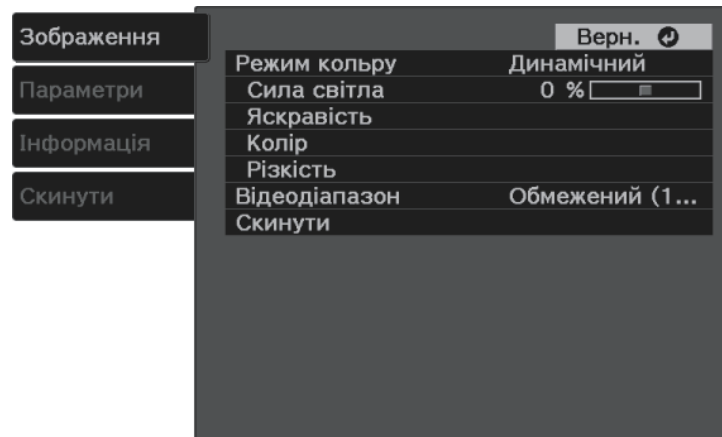 Зображення
Параметри
Інформація
Скинути
Верн.
Режим кольру Динамічний
Сила світла 0 %
Яскравість
Колір
Різкість
Відеодіапазон Обмежений (1...
Скинути